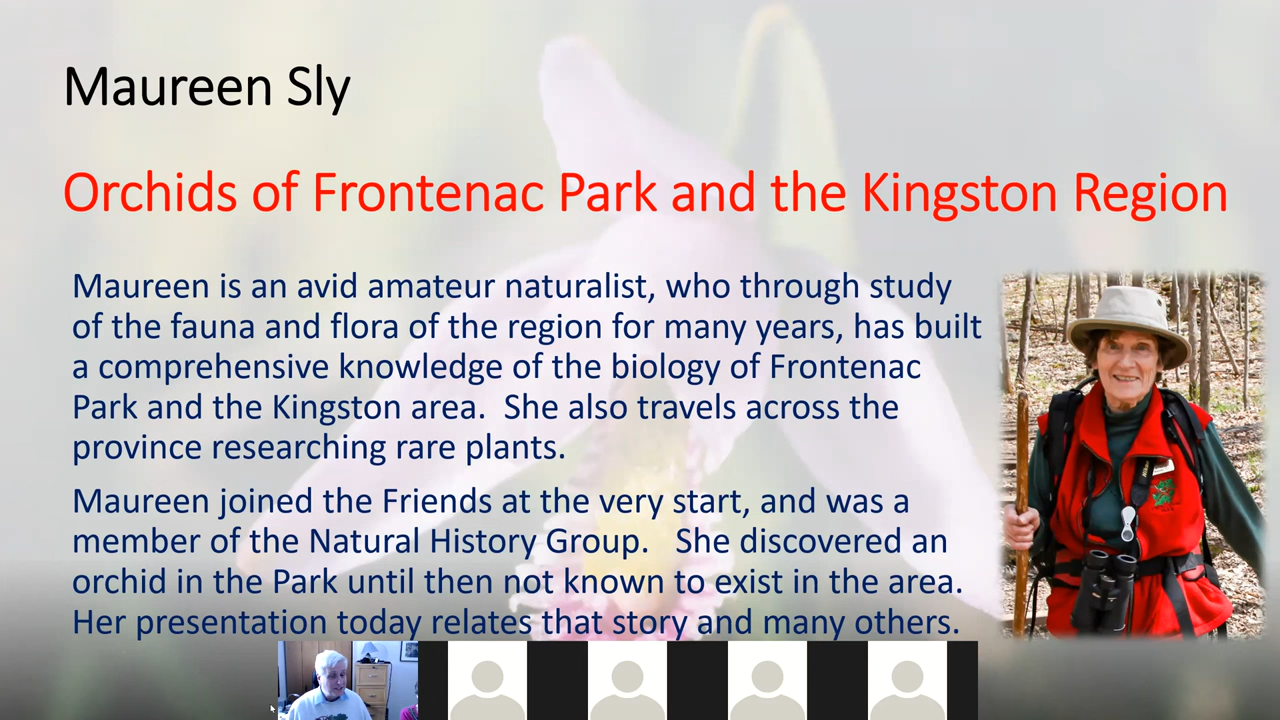 Maureen Sly
Orchids of Frontenac Park and the Kingston Region
Maureen is an avid amateur naturalist, who through study
of the fauna and flora of the region for many years, has built
a comprehensive knowledge of the biology of Frontenac
Park and the Kingston area.  She also travels across the
province researching rare plants.
Maureen joined the Friends at the very start, and was a
member of the Natural History Group.   She discovered an
orchid in the Park until then not known to exist in the area.
Her presentation today relates that story and many others.